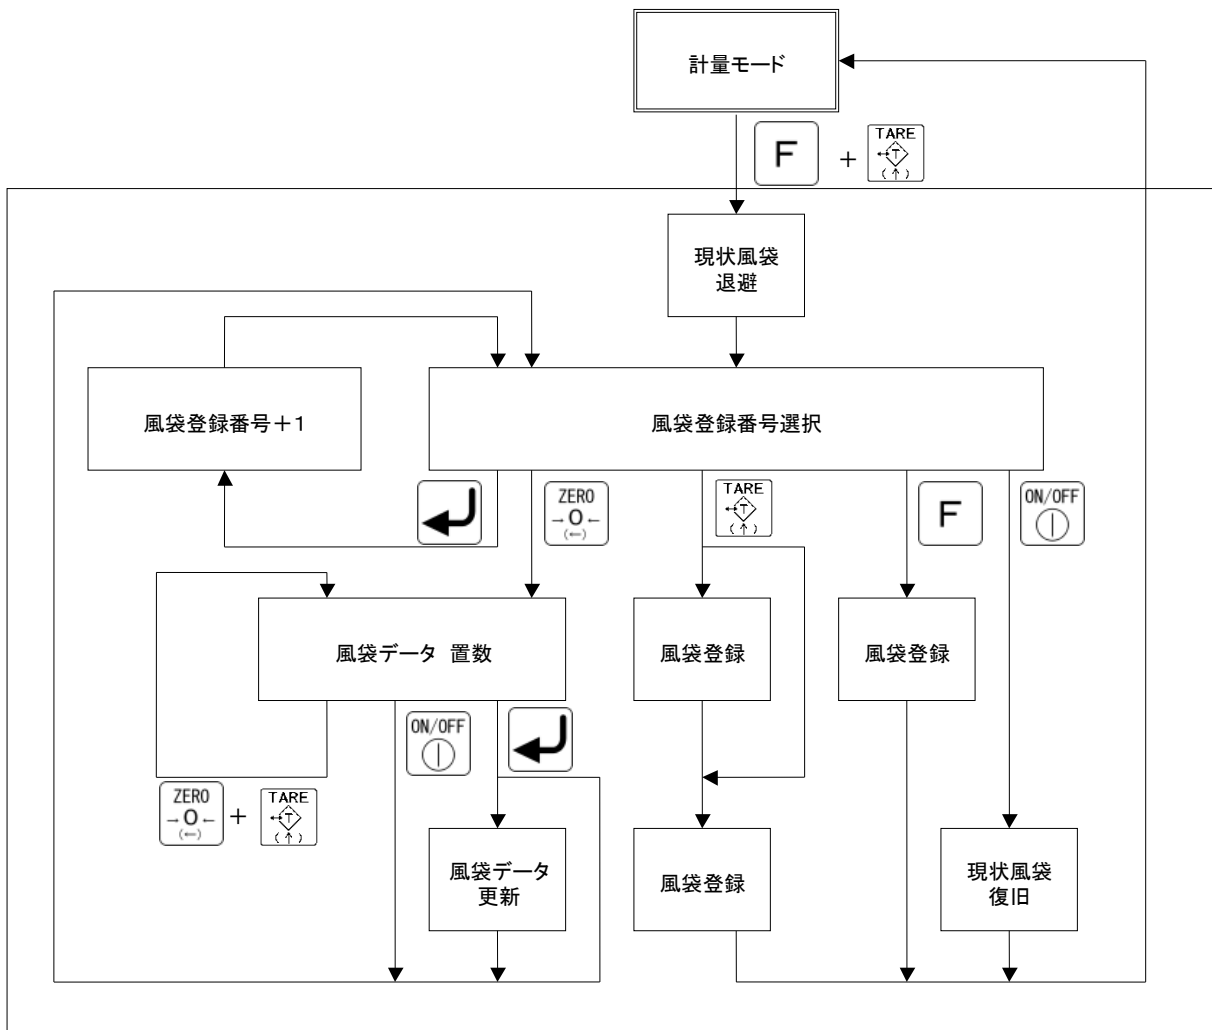 計量モード
F
+
TARE
T
(↑)
現状風袋
退避
風袋登録番号+1
風袋登録番号選択
ZERO
→0←
(←)
TARE
T
(↑)
F
ON/OFF
風袋データ 置数
風袋登録
風袋登録
ON/OFF
ZERO
→0←
(←)
+
TARE
T
(↑)
風袋データ
更新
風袋登録
現状風袋
復旧